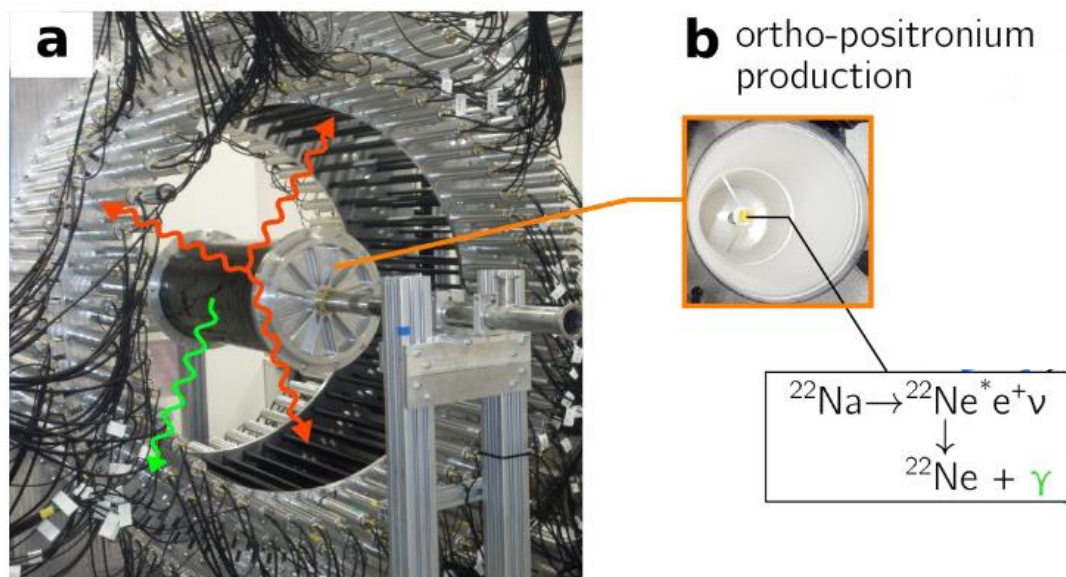 a
b ortho-positronium
production
²²Na→²²Ne*e⁺ν
↓
²²Ne + γ